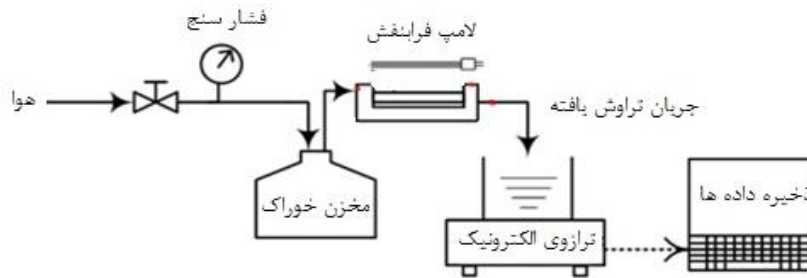 فشار سنج
لامپ فرابنفش
هوا
جریان تراوش یافته
مخزن خوراک
ترازوی الکترونیک
ذخیره داده ها